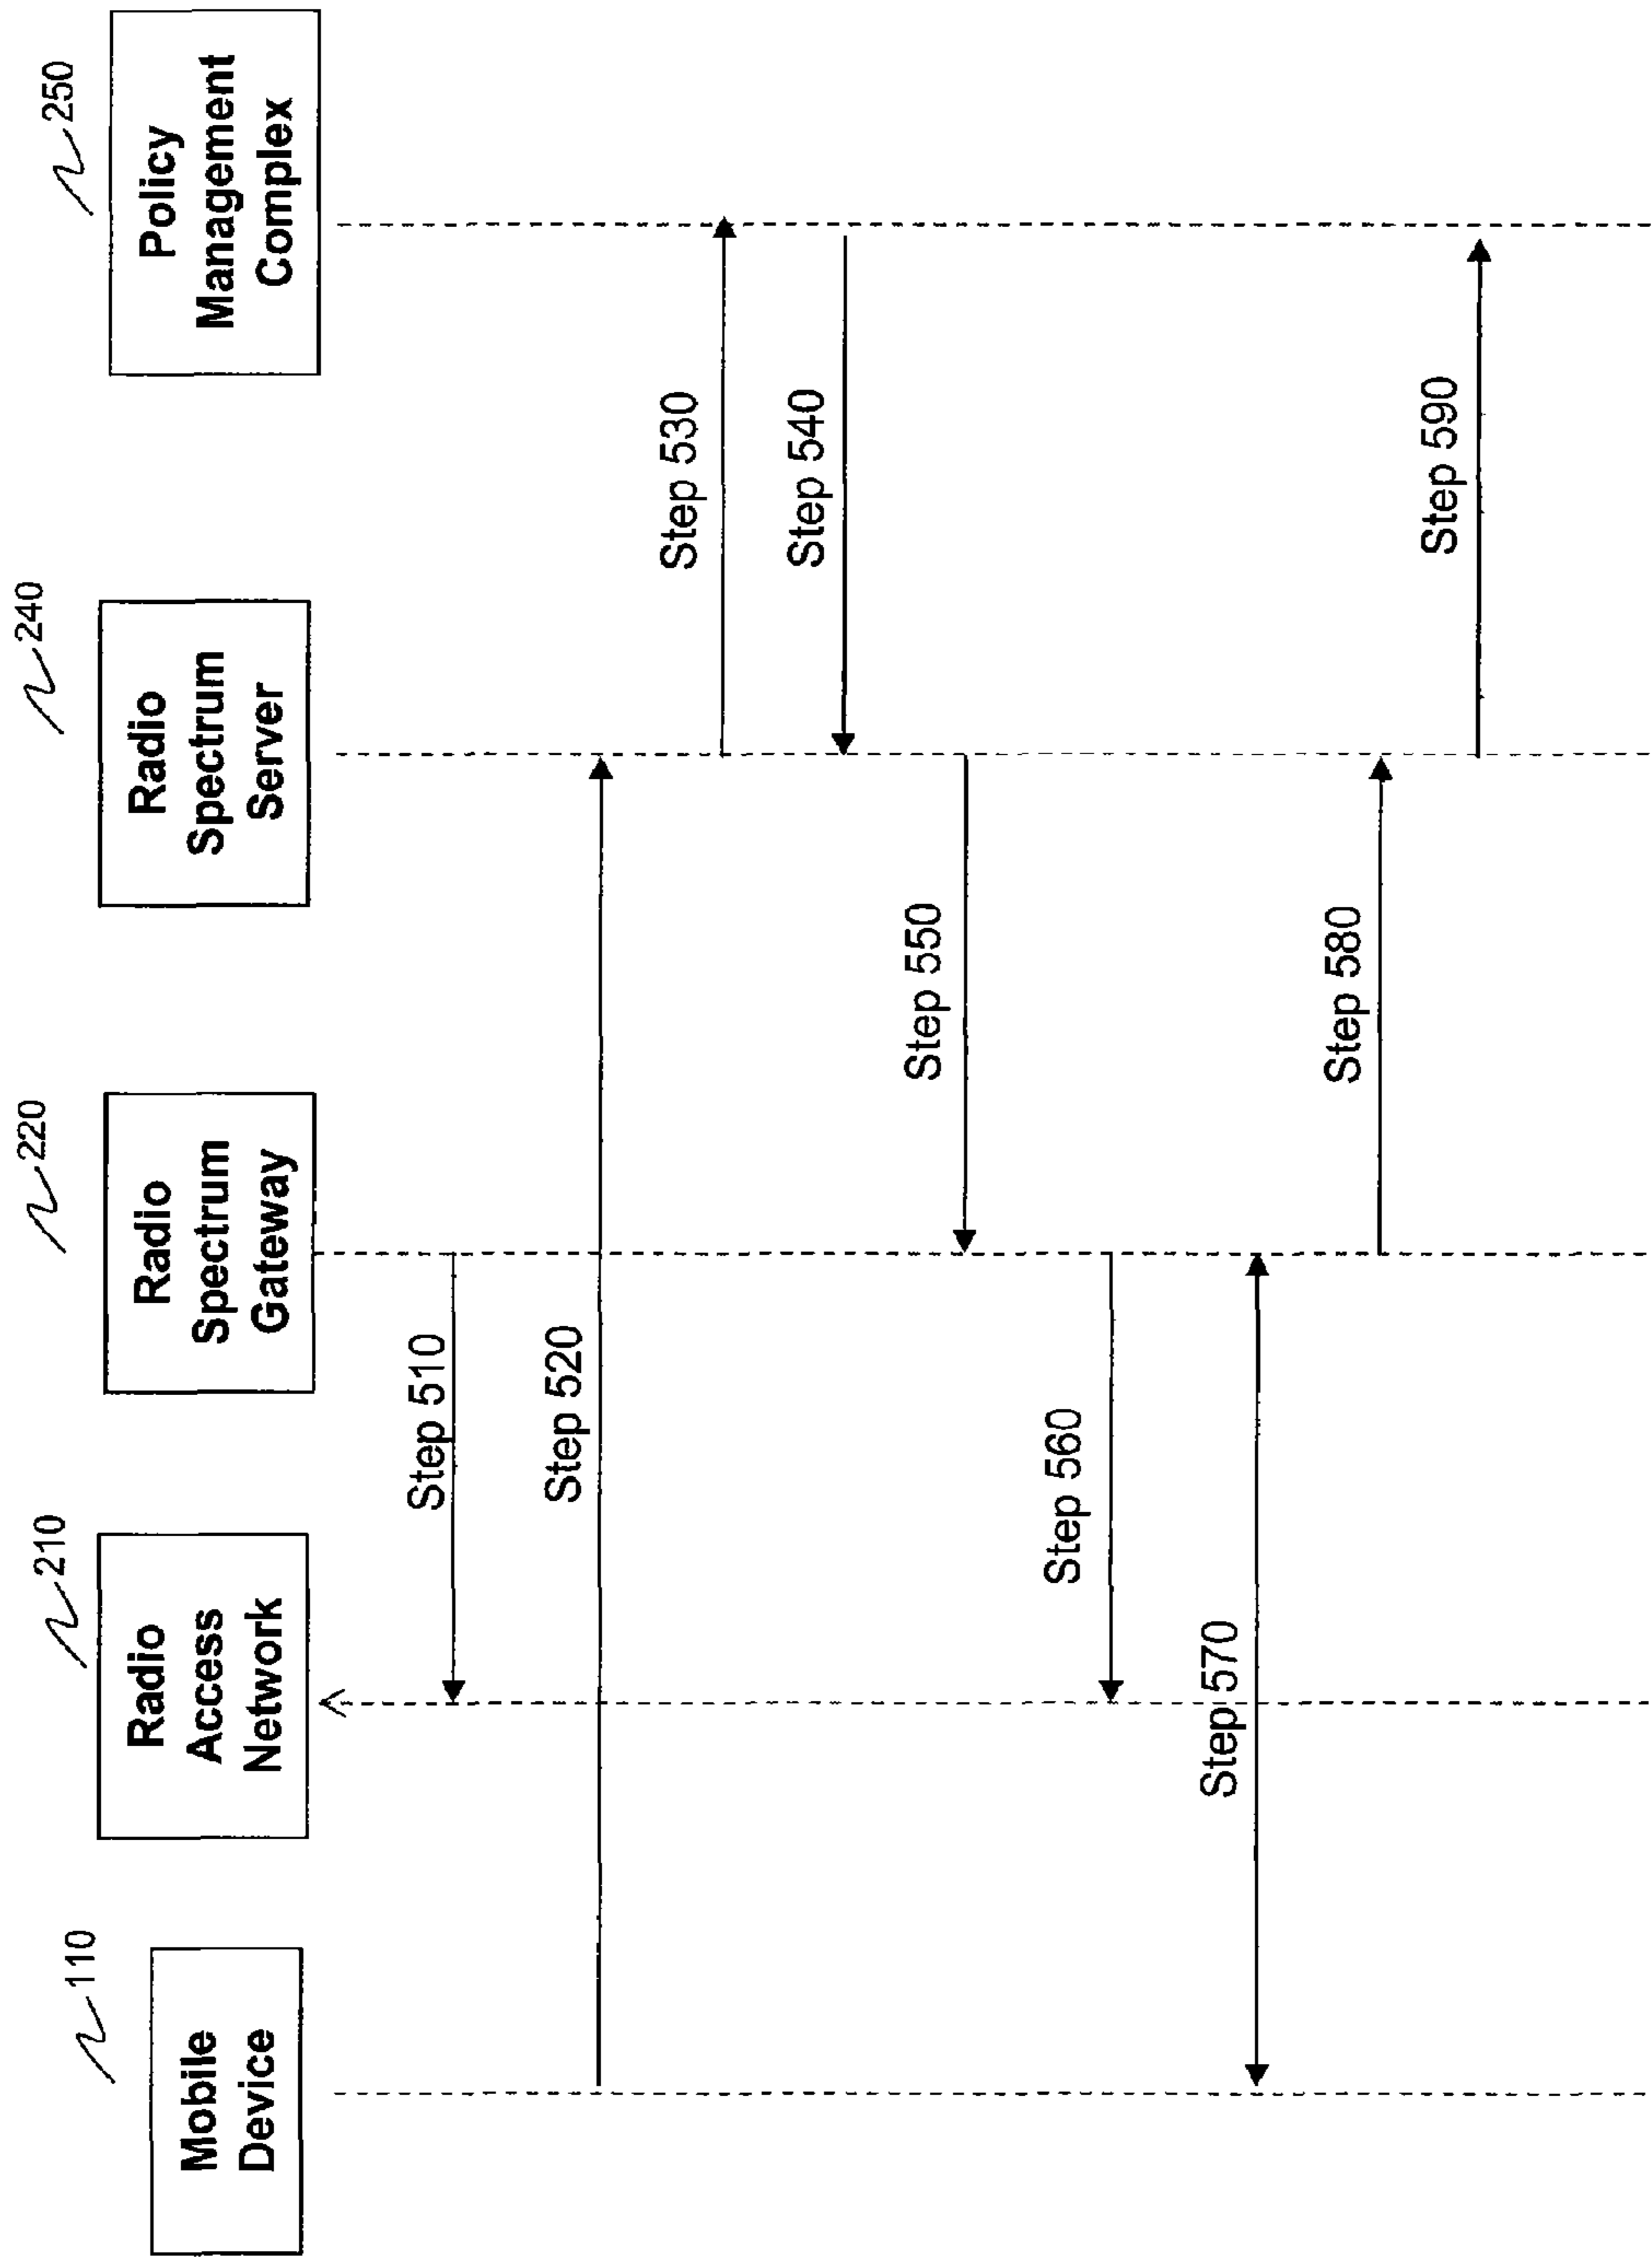 110
210
220
240
250
Mobile
Device
Radio
Access
Network
Radio
Spectrum
Gateway
Radio
Spectrum
Server
Policy
Management
Complex
Step 510
Step 520
Step 530
Step 540
Step 550
Step 560
Step 570
Step 580
Step 590